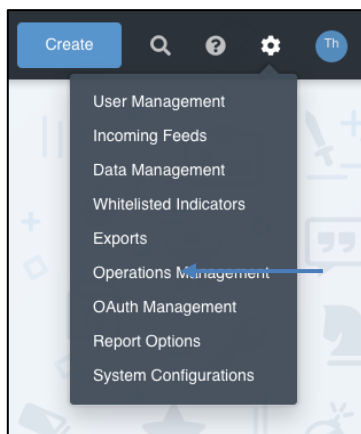 Create
Th
User Management
Incoming Feeds
Data Management
Whitelisted Indicators
Exports
Operations Management
OAuth Management
Report Options
System Configurations